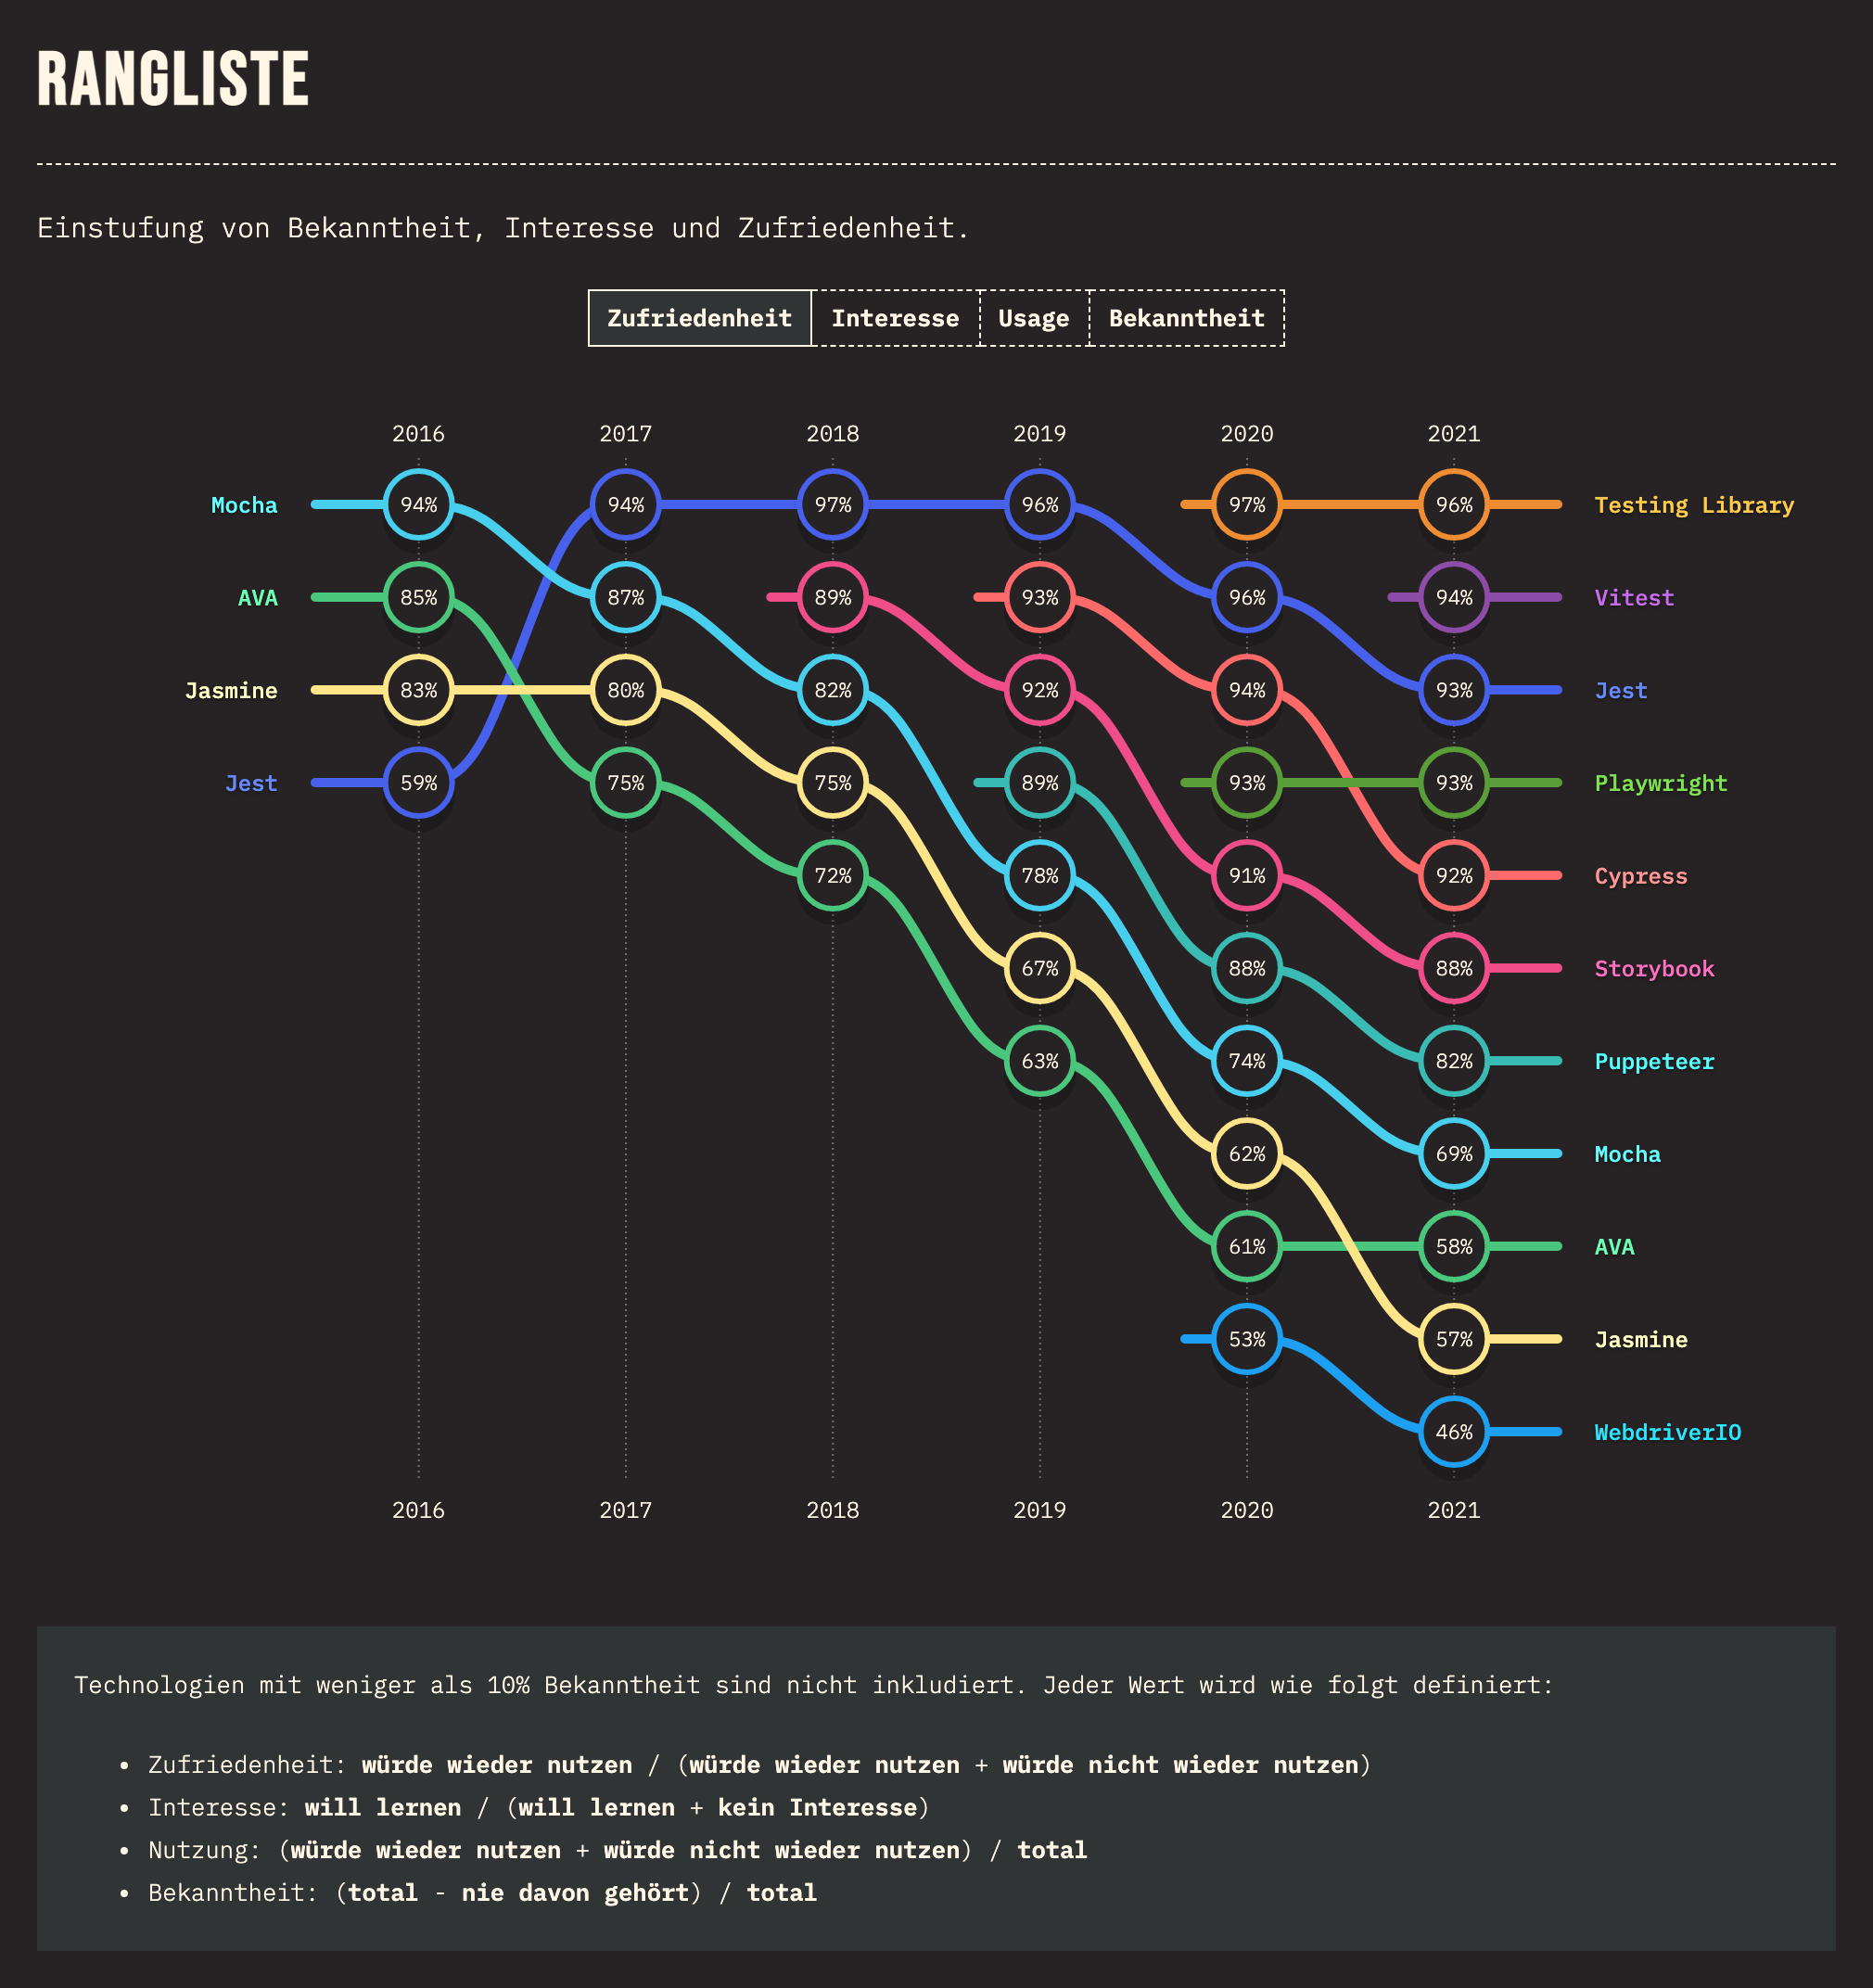 RANGLISTE
Einstufung von Bekanntheit, Interesse und Zufriedenheit.
Zufriedenheit Interesse Usage Bekanntheit
2016 2017 2018 2019 2020 2021
Mocha 94% 94% 97% 96% 97% 96% Testing Library
AVA 85% 87% 89% 93% 96% 94% Vitest
Jasmine 83% 80% 82% 92% 94% 93% Jest
Jest 59% 75% 75% 89% 93% 93% Playwright
72% 78% 91% 92% Cypress
67% 88% 88% Storybook
63% 74% 82% Puppeteer
62% 69% Mocha
61% 58% AVA
53% 57% Jasmine
46% WebdriverIO
2016 2017 2018 2019 2020 2021
Technologien mit weniger als 10% Bekanntheit sind nicht inkludiert. Jeder Wert wird wie folgt definiert:
• Zufriedenheit: würde wieder nutzen / (würde wieder nutzen + würde nicht wieder nutzen)
• Interesse: will lernen / (will lernen + kein Interesse)
• Nutzung: (würde wieder nutzen + würde nicht wieder nutzen) / total
• Bekanntheit: (total - nie davon gehört) / total